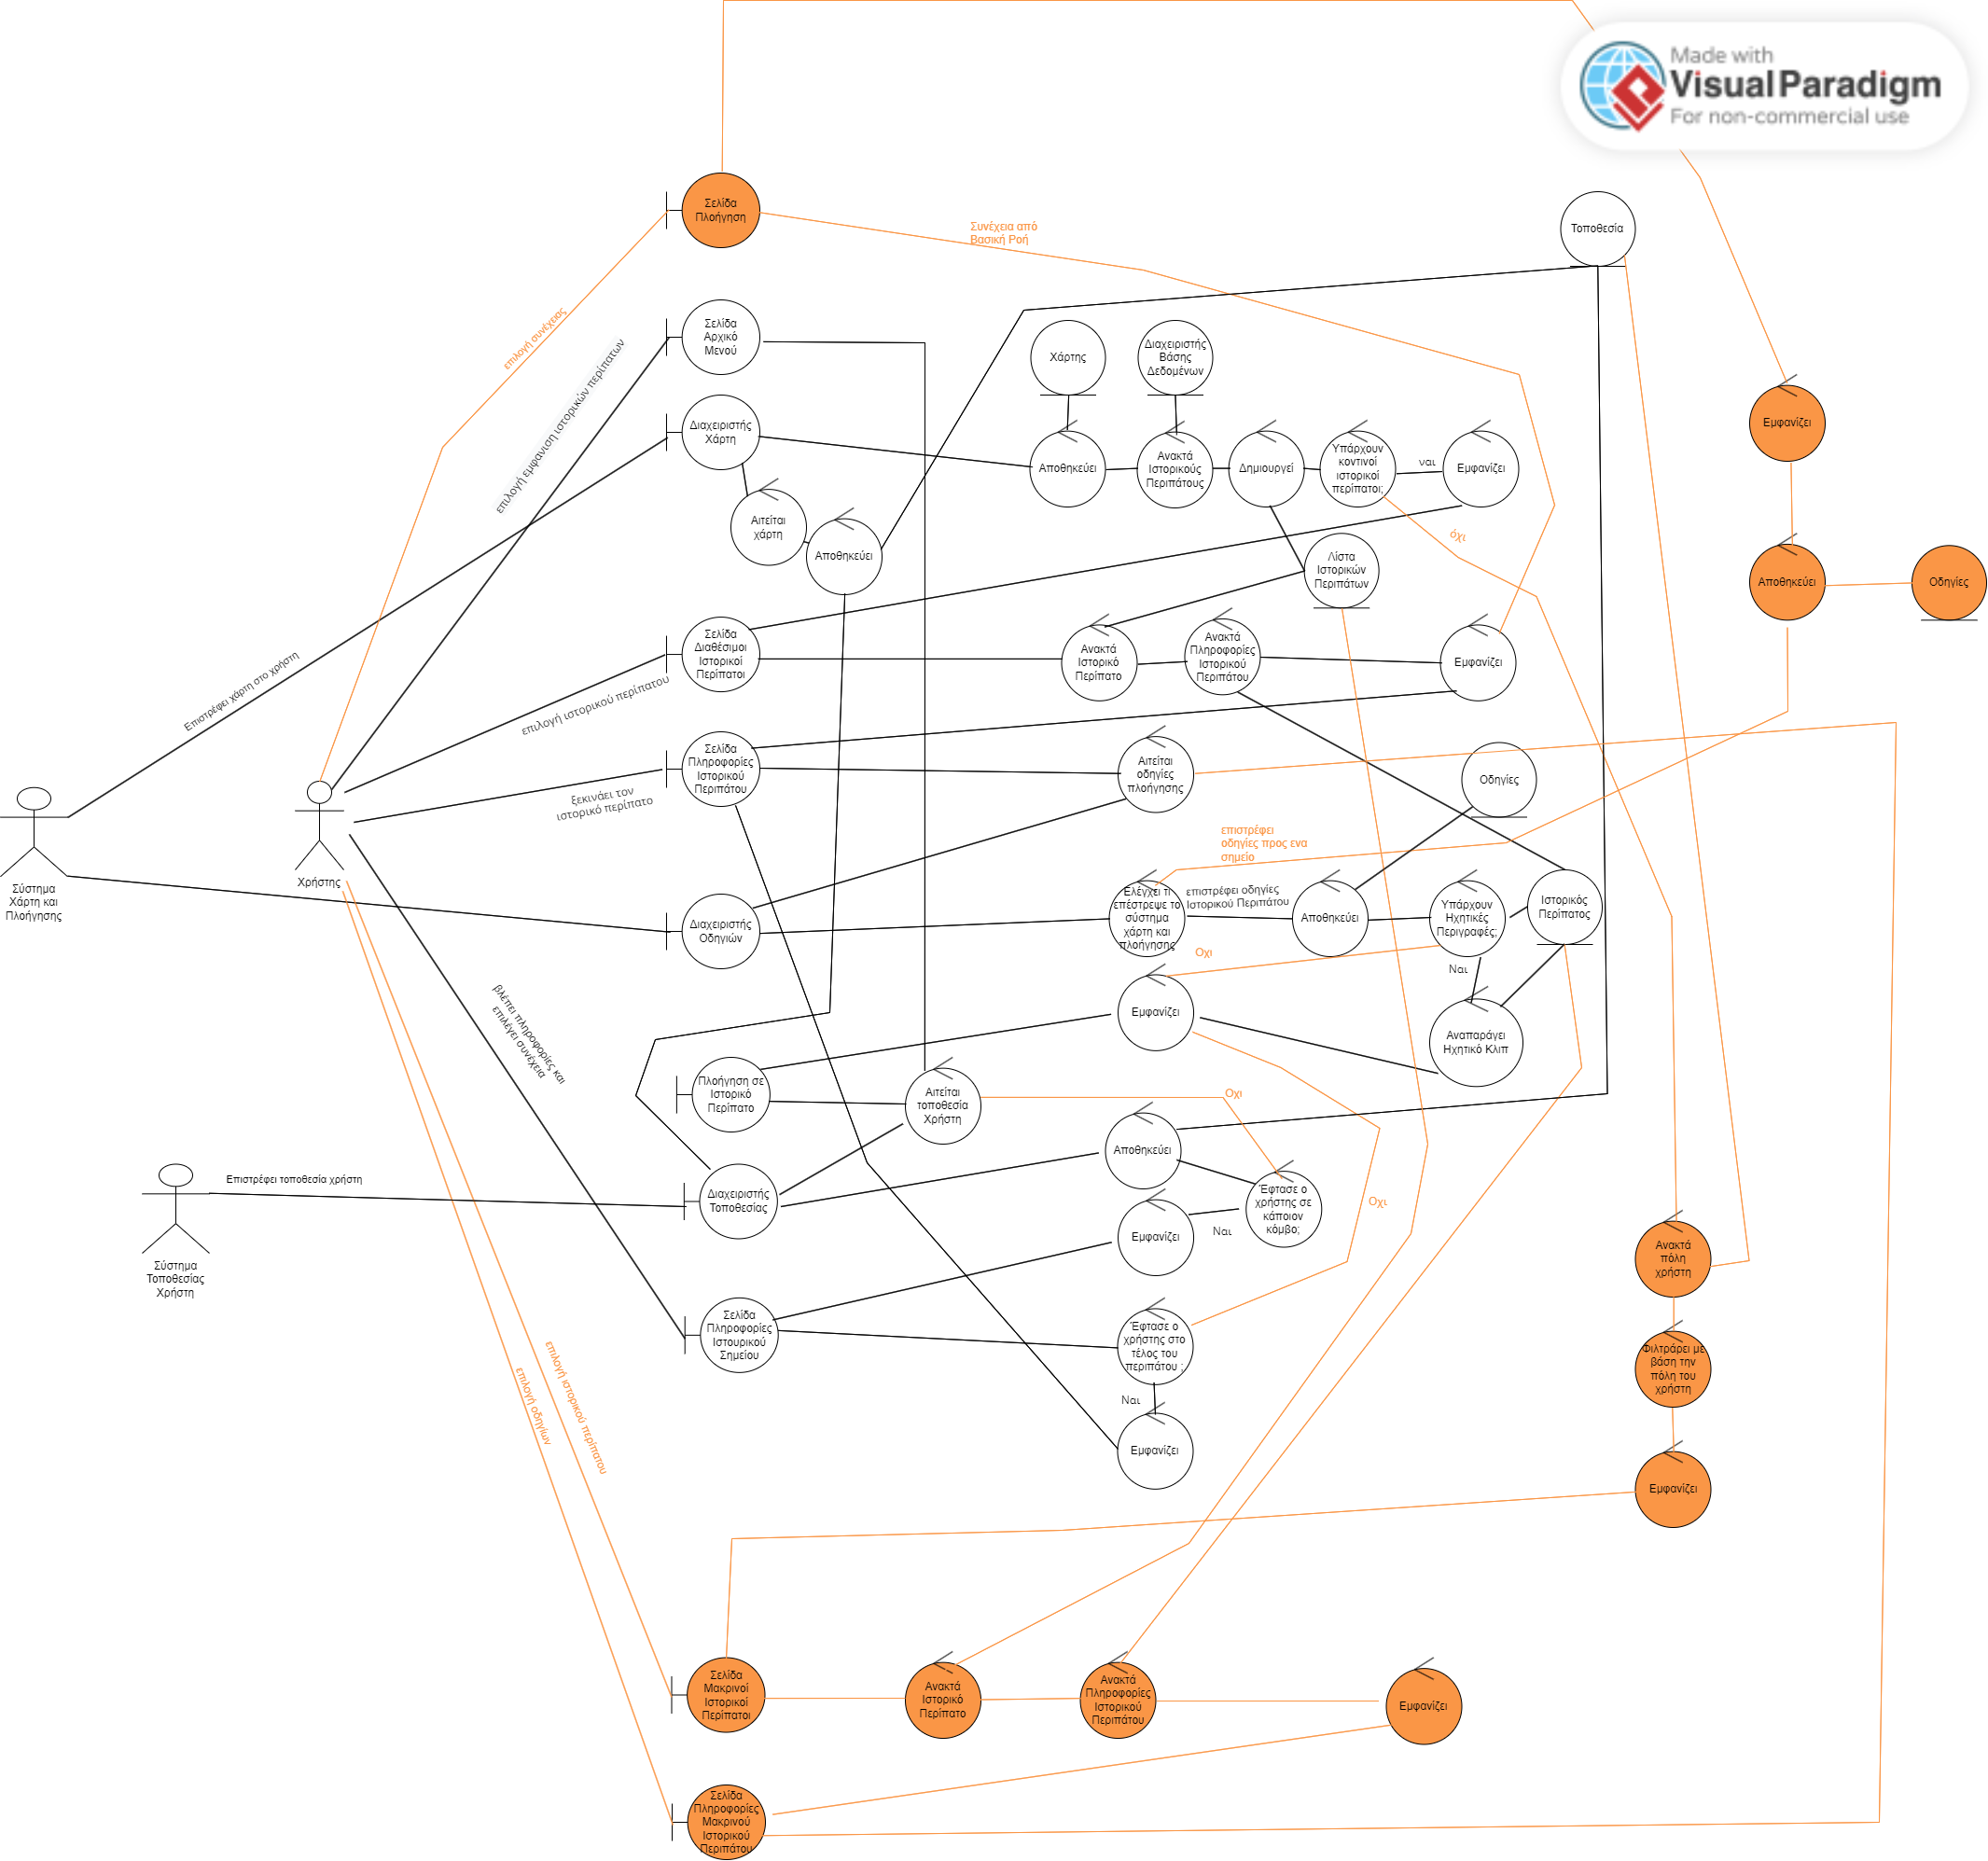 Made with
Visual Paradigm
For non-commercial use
Σελίδα
Πλοήγηση
Συνέχεια από
Βασική Ροή
Τοποθεσία
επιλογή συνέχειας
Σελίδα
Αρχικό
Μενού
επιλογή εμφανιση ιστορικών περίπατων
Χάρτης
Διαχειριστής
Βάσης
Δεδομένων
Εμφανίζει
Διαχειριστής
Χάρτη
Αποθηκεύει
Ανακτά
Ιστορικούς
Περιπάτους
Δημιουργεί
Υπάρχουν
κοντινοί
ιστορικοί
περίπατοι;
ναι
Εμφανίζει
Αιτείται
χάρτη
Αποθηκεύει
όχι
Λίστα
Ιστορικών
Περιπάτων
Αποθηκεύει
Οδηγίες
Επιστρέφει χάρτη στο χρήστη
Σελίδα
Διαθέσιμοι
Ιστορικοί
Περίπατοι
Ανακτά
Ιστορικό
Περίπατο
Ανακτά
Πληροφορίες
Ιστορικού
Περιπάτου
Εμφανίζει
επιλογή ιστορικού περίπατου
Σελίδα
Πληροφορίες
Ιστορικού
Περιπάτου
Αιτείται
οδηγίες
πλοήγησης
Οδηγίες
ξεκινάει τον
ιστορικό περίπατο
επιστρέφει
οδηγίες προς ενα
σημείο
Σύστημα
Χάρτη και
Πλοήγησης
Χρήστης
Διαχειριστής
Οδηγιών
Ελέγχει τι
επέστρεψε το
σύστημα
χάρτη και
πλοήγησης
επιστρέφει οδηγίες
Ιστορικού Περιπάτου
Αποθηκεύει
Υπάρχουν
Ηχητικές
Περιγραφές;
Ιστορικός
Περίπατος
Οχι
Ναι
βλέπει πληροφορίες και
επιλέγει συνέχεια
Εμφανίζει
Αναπαράγει
Ηχητικό Κλιπ
Πλοήγηση σε
Ιστορικό
Περίπατο
Αιτείται
τοποθεσία
Χρήστη
Οχι
Αποθηκεύει
Επιστρέφει τοποθεσία χρήστη
Διαχειριστής
Τοποθεσίας
Έφτασε ο
χρήστης σε
κάποιον
κόμβο;
Οχι
Εμφανίζει
Ναι
Σύστημα
Τοποθεσίας
Χρήστη
Ανακτά
πόλη
χρήστη
Σελίδα
Πληροφορίες
Ιστουρικού
Σημείου
Έφτασε ο
χρήστης στο
τέλος του
περιπάτου ;
Φιλτράρει με
βάση την
πόλη του
χρήστη
Ναι
επιλογή ιστορικού περίπατου
επιλογή οδηγίων
Εμφανίζει
Εμφανίζει
Σελίδα
Μακρινοί
Ιστορικοί
Περίπατοι
Ανακτά
Ιστορικό
Περίπατο
Ανακτά
Πληροφορίες
Ιστορικού
Περιπάτου
Εμφανίζει
Σελίδα
Πληροφορίες
Μακρινού
Ιστορικού
Περιπάτου